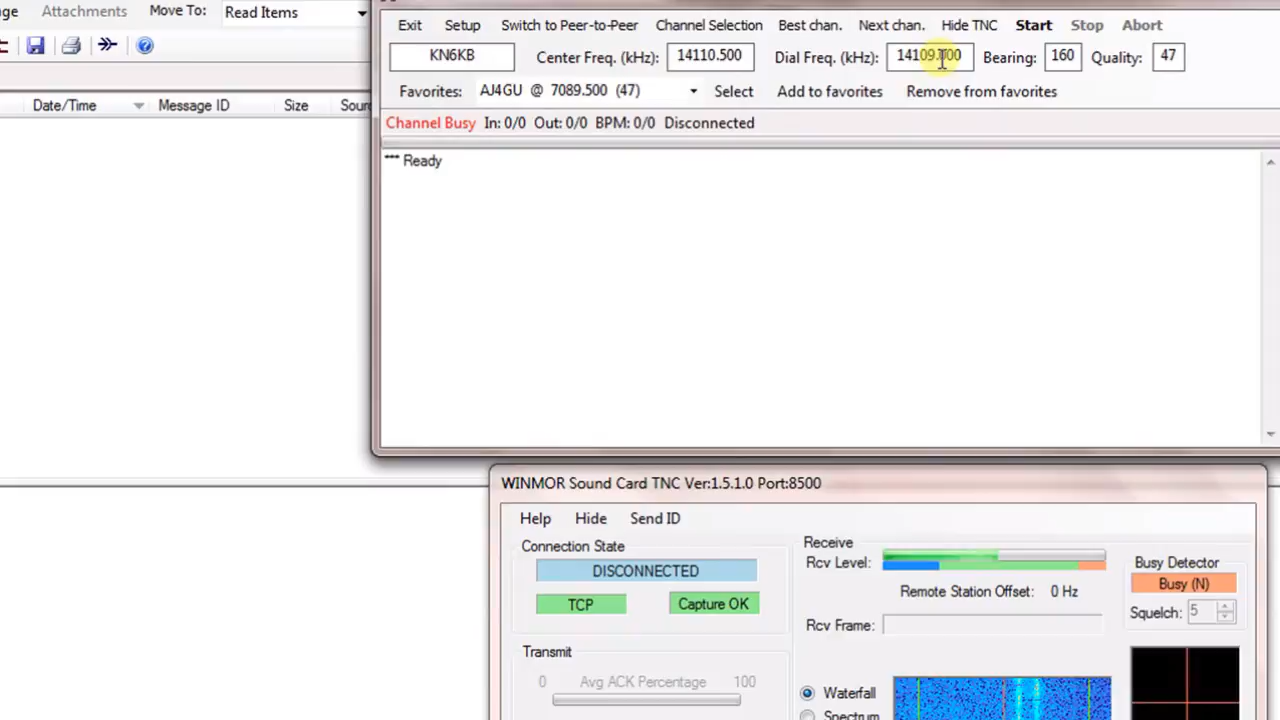 Attachments Move To: Read Items
Exit Setup Switch to Peer-to-Peer Channel Selection Best chan. Next chan. Hide TNC Start Stop Abort
KN6KB Center Freq. (kHz): 14110.500 Dial Freq. (kHz): Bearing: 160 Quality: 47
Favorites: AJ4GU @ 7089.500 (47) Select Add to favorites Remove from favorites
Channel Busy In: 0/0 Out: 0/0 BPM: 0/0 Disconnected
Date/Time Message ID Size
*** Ready
WINMOR Sound Card TNC Ver:1.5.1.0 Port:8500
Help Hide Send ID
Connection State
DISCONNECTED
TCP Capture OK
Receive
Rcv Level:
Remote Station Offset: 0 Hz
Rcv Frame:
Busy Detector
Busy (N)
Squelch: 5
Transmit
0 Avg ACK Percentage 100
Waterfall
Spectrum